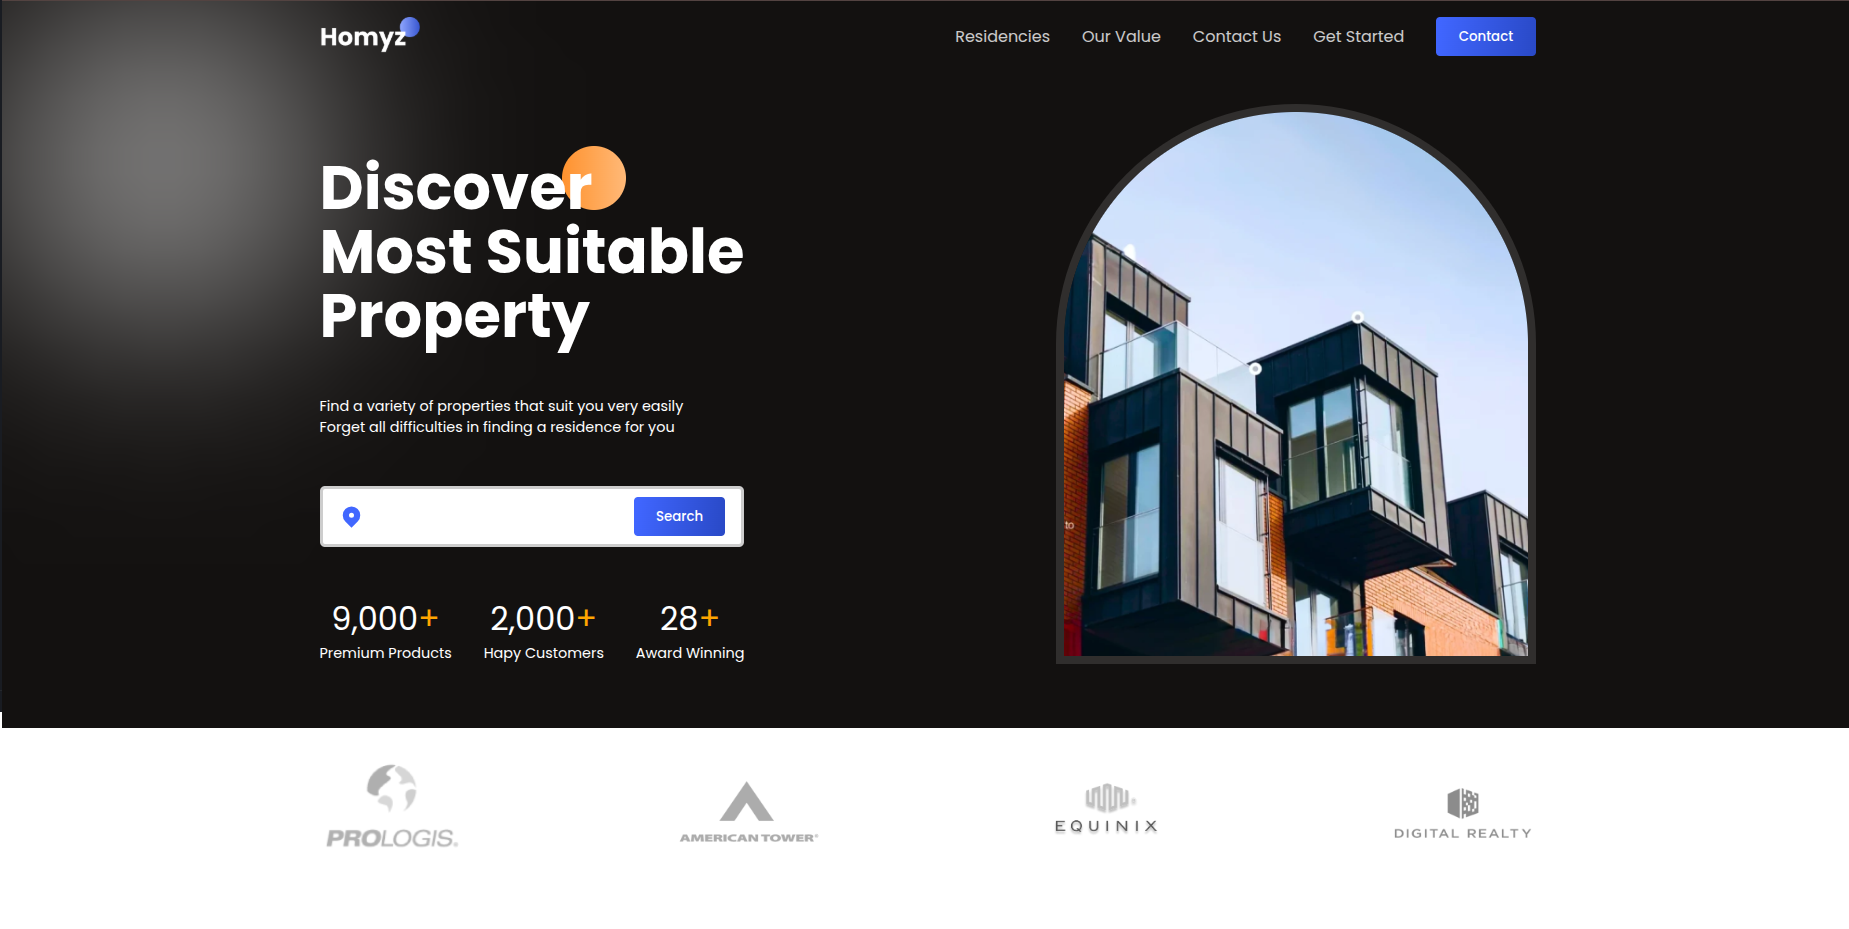 Homyz
Residencies
Our Value
Contact Us
Get Started
Contact
Discover
Most Suitable
Property
Find a variety of properties that suit you very easily
Forget all difficulties in finding a residence for you
Search
9,000+
Premium Products
2,000+
Hapy Customers
28+
Award Winning
to
PROLOGIS®
AMERICAN TOWER®
EQUINIX
DIGITAL REALTY